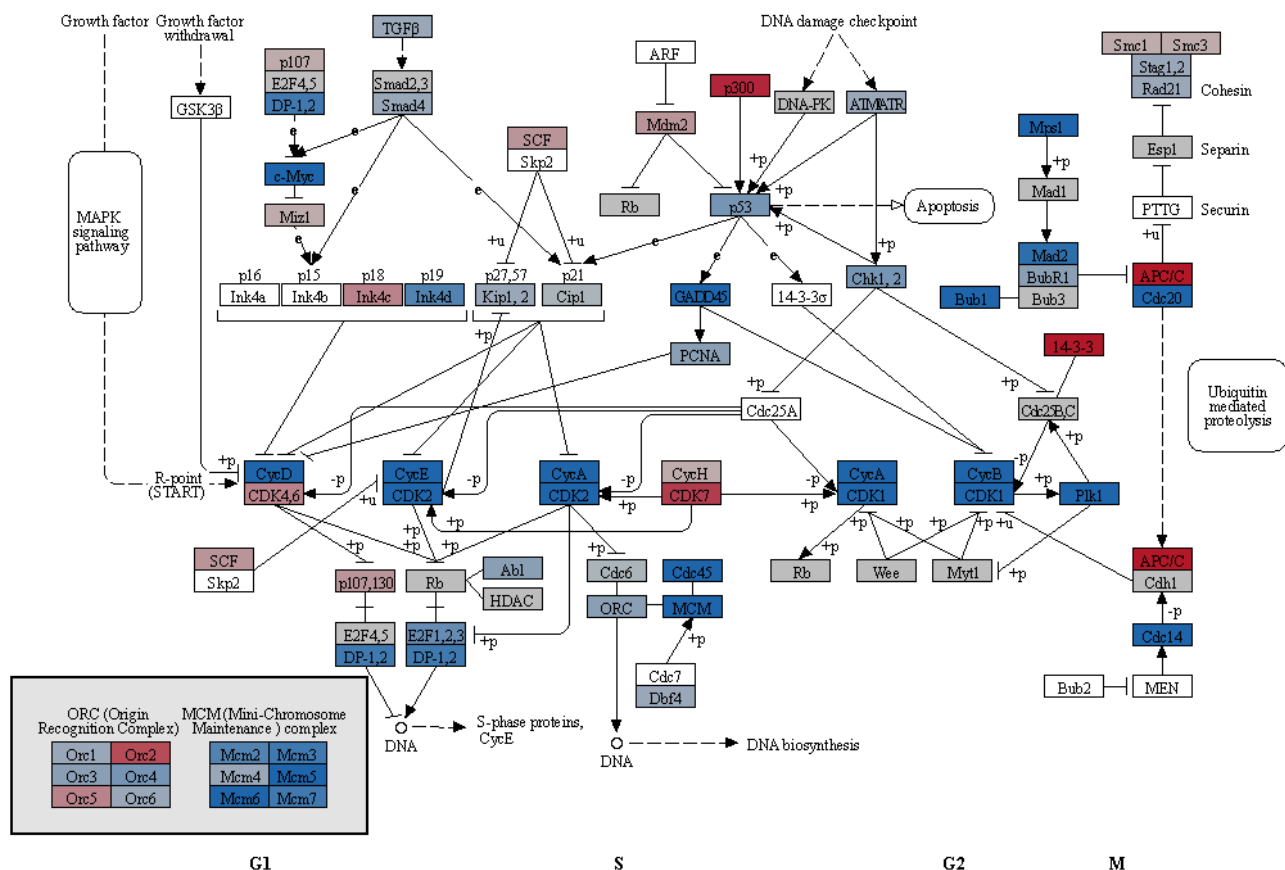 Growth factor
Growth factor
withdrawal
TGFβ
DNA damage checkpoint
p107
E2F4,5
DP-1,2
Smad2,3
Smad4
ARF
p300
DNA-PK
ATM/ATR
Smc1
Smc3
Stag1,2
Rad21
Cohesin
GSK3β
Mps1
+p
e
e
SCF
Skp2
Mdm2
Esp1
Separin
c-Myc
e
e
+p
+p
Mad1
Miz1
Rb
p53
+p
Apoptosis
PTTG
Securin
MAPK
signaling
pathway
e
+u
+u
e
e
+p
+p
+u
p16
p15
p18
p19
p27,57
p21
Ink4a
Ink4b
Ink4c
Ink4d
Kip1, 2
Cip1
GADD45
14-3-3σ
Chk1, 2
Mad2
BubR1
Bub3
Bub1
APC/C
Cdc20
+p
PCNA
14-3-3
+p
+p
Cdc25A
Cdc25B,C
Ubiquitin
mediated
proteolysis
+p
R-point
(START)
+p
CycD
CDK4,6
-p
+u
CycE
CDK2
-p
CycA
CDK2
-p
+p
CycH
CDK7
-p
+p
CycA
CDK1
CycB
CDK1
-p
+p
Plk1
+p
+p
+p
+p
+p
+p
+p
+p
+u
SCF
Skp2
p107,130
Rb
Abl
HDAC
Cdc6
Cdc45
ORC
MCM
Rb
Wee
Myt1
+p
APC/C
Cdh1
-p
E2F4,5
DP-1,2
E2F1,2,3
DP-1,2
+p
+p
Cdc7
Dbf4
Cdc14
Bub2
MEN
DNA
S-phase proteins,
CycE
DNA
DNA biosynthesis
ORC (Origin
Recognition Complex)
MCM (Mini-Chromosome
Maintenance ) complex
Orc1
Orc2
Mcm2
Mcm3
Orc3
Orc4
Mcm4
Mcm5
Orc5
Orc6
Mcm6
Mcm7
G1
S
G2
M